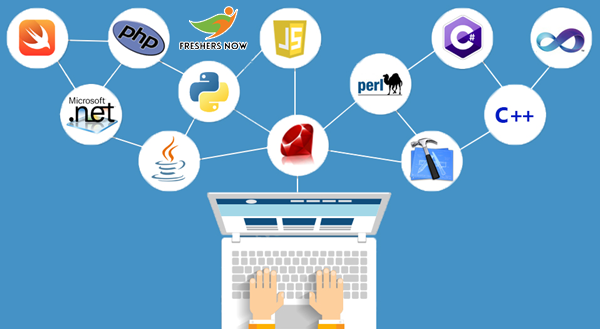 php
FRESHERS NOW
JS
C#
Microsoft
.net
perl
C++